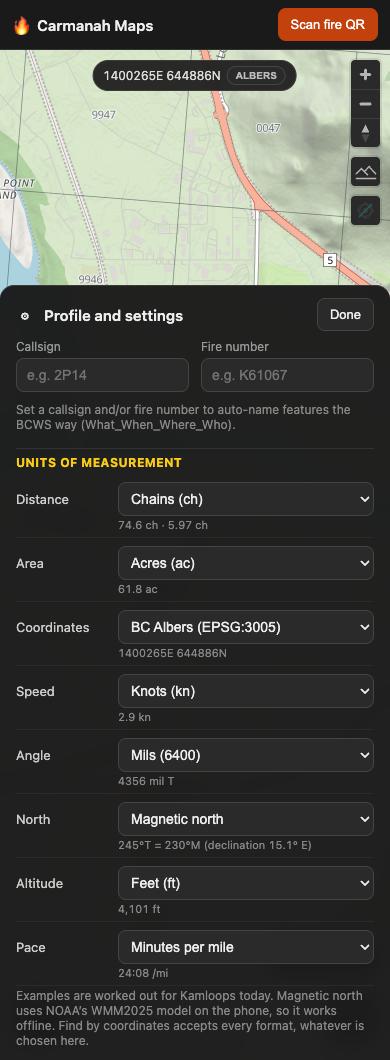 Carmanah Maps
Scan fire QR
1400265E 644886N ALBERS
9947
0047
POINT
AND
5
9946
Profile and settings
Done
Callsign
Fire number
e.g. 2P14
e.g. K61067
Set a callsign and/or fire number to auto-name features the
BCWS way (What_When_Where_Who).
UNITS OF MEASUREMENT
Distance
Chains (ch)
74.6 ch · 5.97 ch
Area
Acres (ac)
61.8 ac
Coordinates
BC Albers (EPSG:3005)
1400265E 644886N
Speed
Knots (kn)
2.9 kn
Angle
Mils (6400)
4356 mil T
North
Magnetic north
245°T = 230°M (declination 15.1° E)
Altitude
Feet (ft)
4,101 ft
Pace
Minutes per mile
24:08 /mi
Examples are worked out for Kamloops today. Magnetic north
uses NOAA's WMM2025 model on the phone, so it works
offline. Find by coordinates accepts every format, whatever is
chosen here.